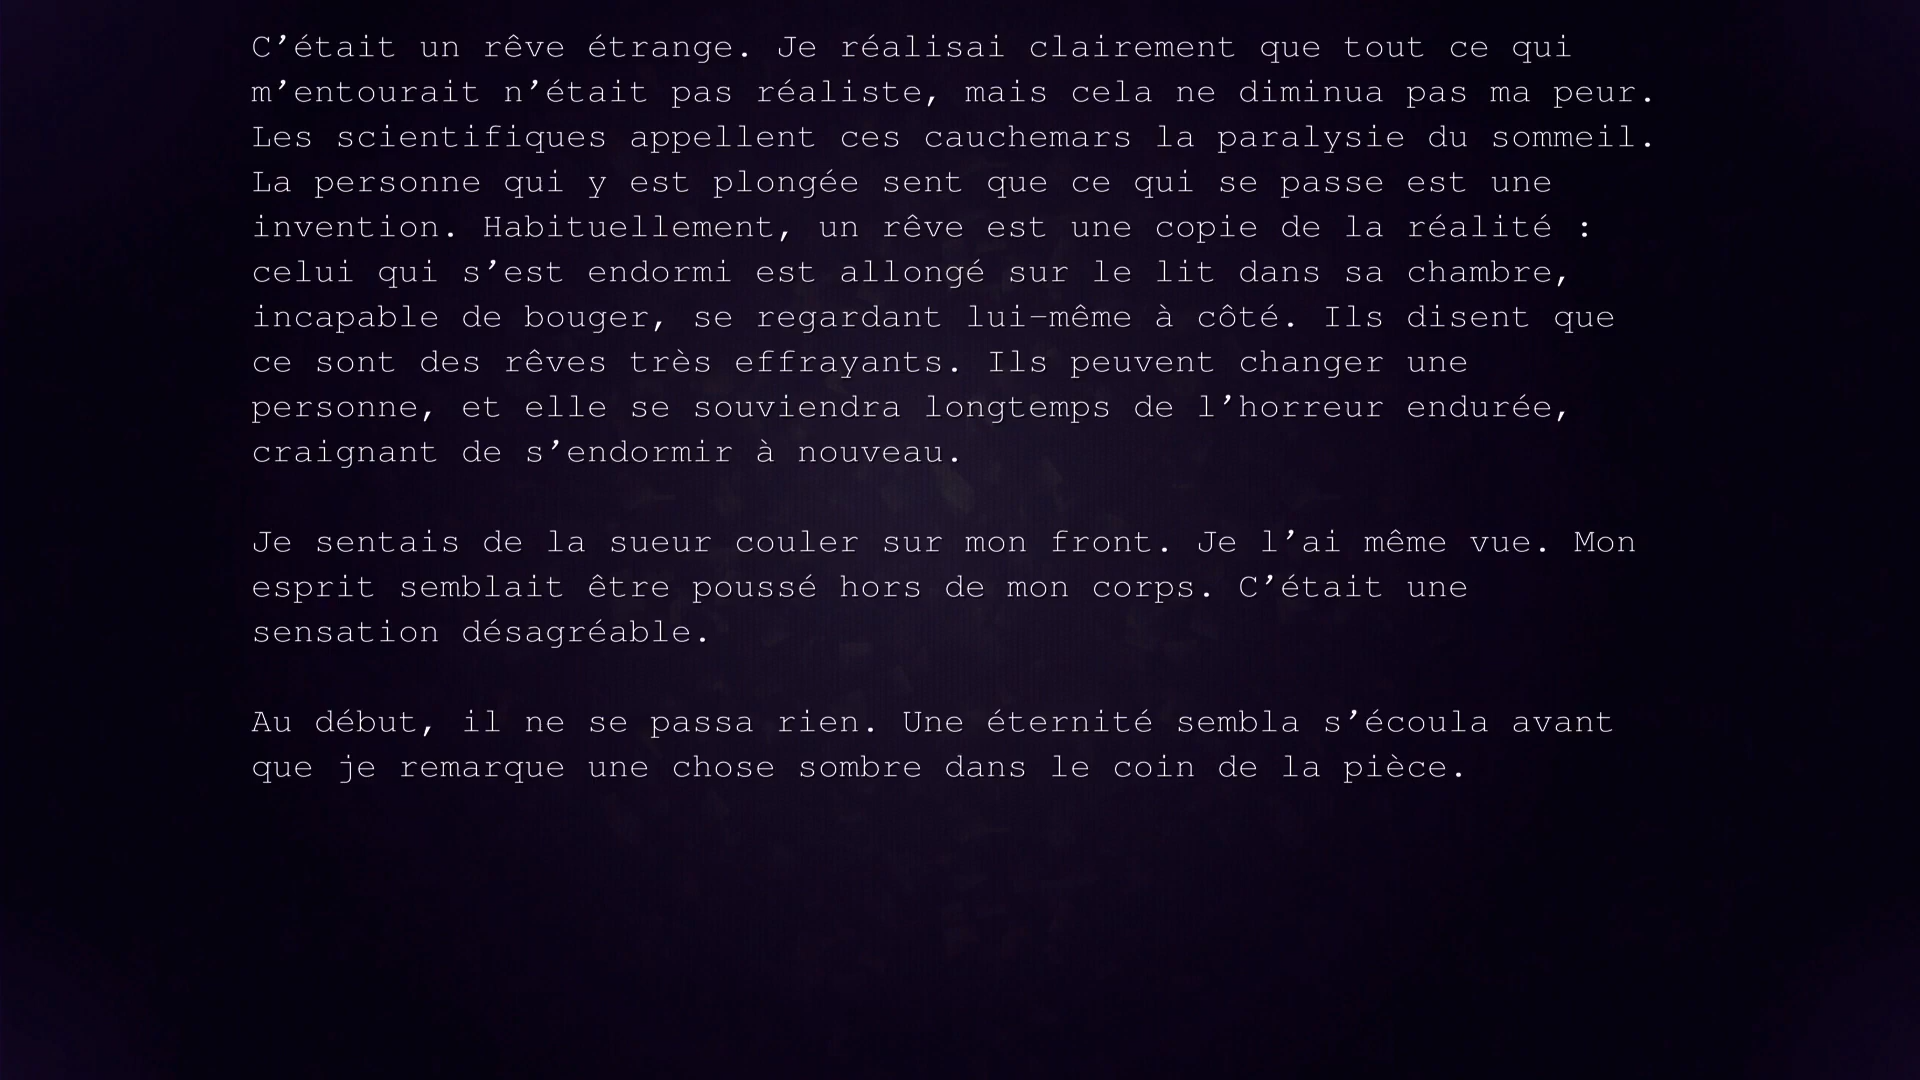 C’était un rêve étrange. Je réalisai clairement que tout ce qui
m’entourait n’était pas réaliste, mais cela ne diminua pas ma peur.
Les scientifiques appellent ces cauchemars la paralysie du sommeil.
La personne qui y est plongée sent que ce qui se passe est une
invention. Habituellement, un rêve est une copie de la réalité :
celui qui s’est endormi est allongé sur le lit dans sa chambre,
incapable de bouger, se regardant lui-même à côté. Ils disent que
ce sont des rêves très effrayants. Ils peuvent changer une
personne, et elle se souviendra longtemps de l’horreur endurée,
craignant de s’endormir à nouveau.
Je sentais de la sueur couler sur mon front. Je l’ai même vue. Mon
esprit semblait être poussé hors de mon corps. C’était une
sensation désagréable.
Au début, il ne se passa rien. Une éternité sembla s’écoula avant
que je remarque une chose sombre dans le coin de la pièce.